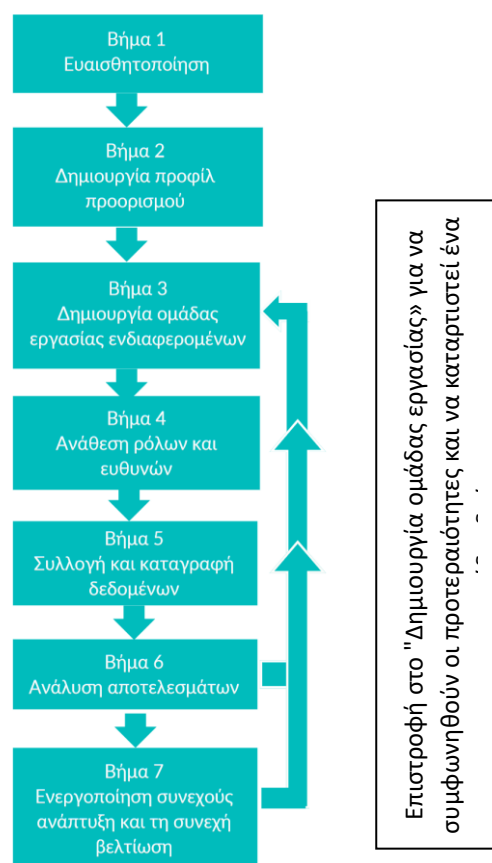 Βήμα 1
Ευαισθητοποίηση
Βήμα 2
Δημιουργία προφίλ
προορισμού
Βήμα 3
Δημιουργία ομάδας
εργασίας ενδιαφερομένων
Βήμα 4
Ανάθεση ρόλων και
ευθυνών
Βήμα 5
Συλλογή και καταγραφή
δεδομένων
Βήμα 6
Ανάλυση αποτελεσμάτων
Βήμα 7
Ενεργοποίηση συνεχούς
ανάπτυξη και τη συνεχή
βελτίωση
Επιστροφή στο "Δημιουργία ομάδας εργασίας» για να
συμφωνηθούν οι προτεραιότητες και να καταρτιστεί ένα